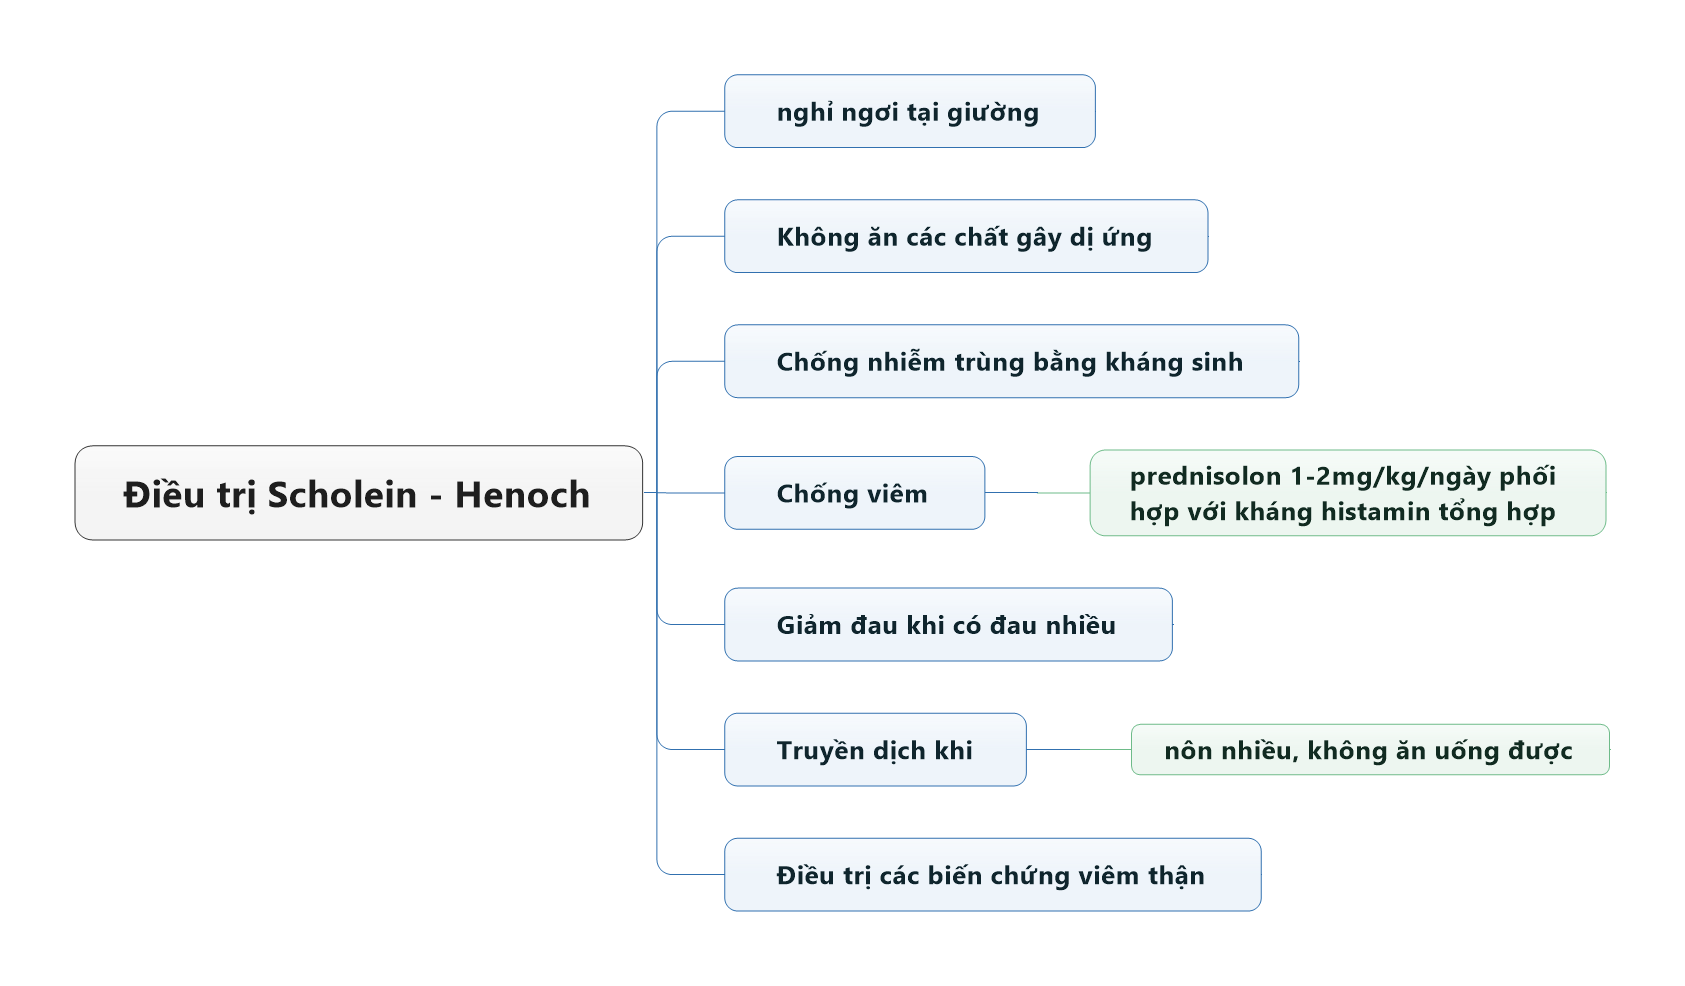 nghỉ ngơi tại giường
Không ăn các chất gây dị ứng
Chống nhiễm trùng bằng kháng sinh
Điều trị Scholein - Henoch
Chống viêm
prednisolon 1-2mg/kg/ngày phối
hợp với kháng histamin tổng hợp
Giảm đau khi có đau nhiều
Truyền dịch khi
nôn nhiều, không ăn uống được
Điều trị các biến chứng viêm thận